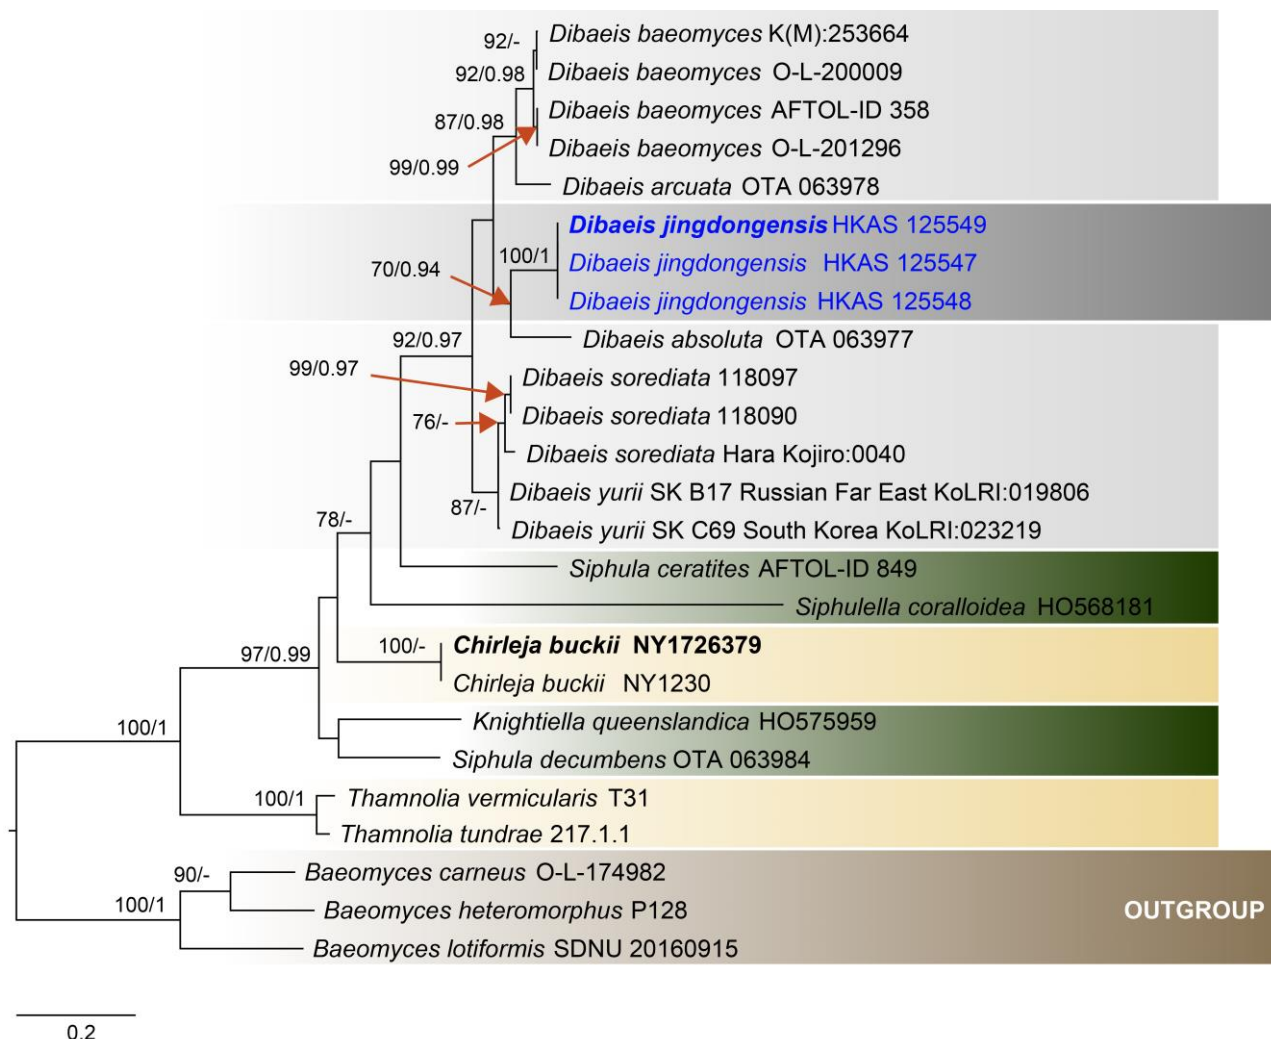 92/-
Dibaeis baeomyces K(M):253664
92/0.98
Dibaeis baeomyces O-L-200009
87/0.98
Dibaeis baeomyces AFTOL-ID 358
Dibaeis baeomyces O-L-201296
99/0.99
Dibaeis arcuata OTA 063978
Dibaeis jingdongensis HKAS 125549
100/1
Dibaeis jingdongensis HKAS 125547
70/0.94
Dibaeis jingdongensis HKAS 125548
92/0.97
Dibaeis absoluta OTA 063977
99/0.97
Dibaeis sorediata 118097
76/-
Dibaeis sorediata 118090
Dibaeis sorediata Hara Kojiro:0040
Dibaeis yurii SK B17 Russian Far East KoLRI:019806
87/-
Dibaeis yurii SK C69 South Korea KoLRI:023219
78/-
Siphula ceratites AFTOL-ID 849
Siphulella coralloidea HO568181
97/0.99
100/-
Chirleja buckii NY1726379
Chirleja buckii NY1230
100/1
Knightiella queenslandica HO575959
Siphula decumbens OTA 063984
100/1
Thamnolia vermicularis T31
Thamnolia tundrae 217.1.1
90/-
Baeomyces carneus O-L-174982
100/1
Baeomyces heteromorphus P128
OUTGROUP
Baeomyces lotiformis SDNU 20160915
0.2